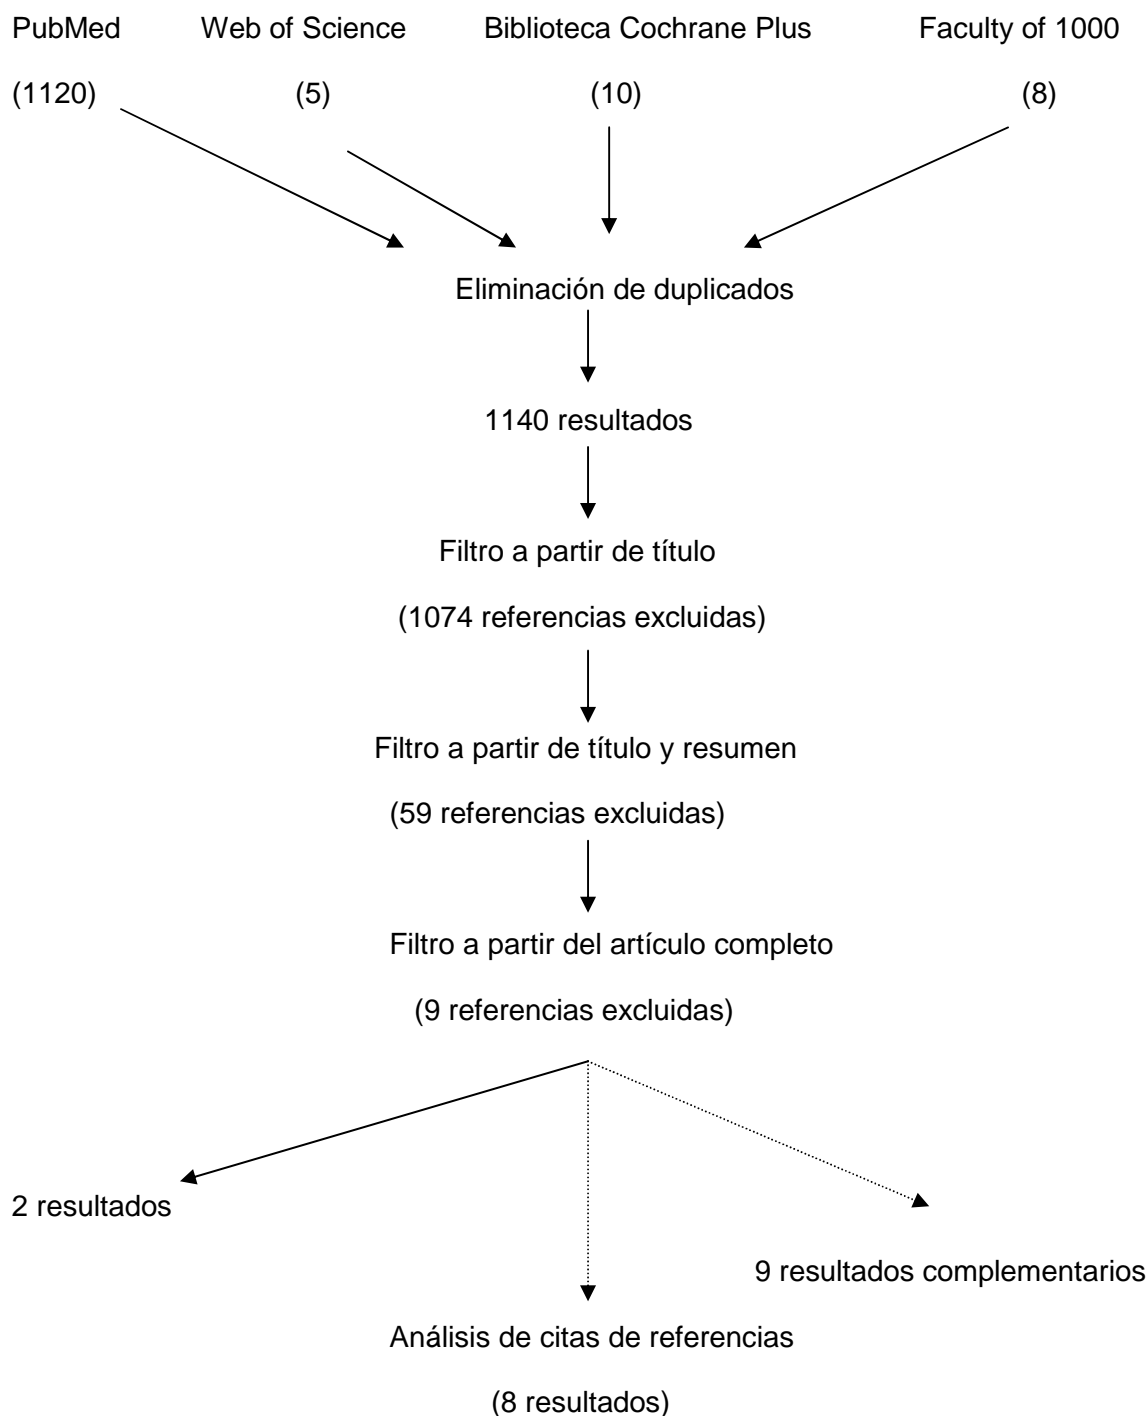 PubMed Web of Science Biblioteca Cochrane Plus Faculty of 1000
(1120) (5) (10) (8)
Eliminación de duplicados
1140 resultados
Filtro a partir de título
(1074 referencias excluidas)
Filtro a partir de título y resumen
(59 referencias excluidas)
Filtro a partir del artículo completo
(9 referencias excluidas)
2 resultados
9 resultados complementarios
Análisis de citas de referencias
(8 resultados)